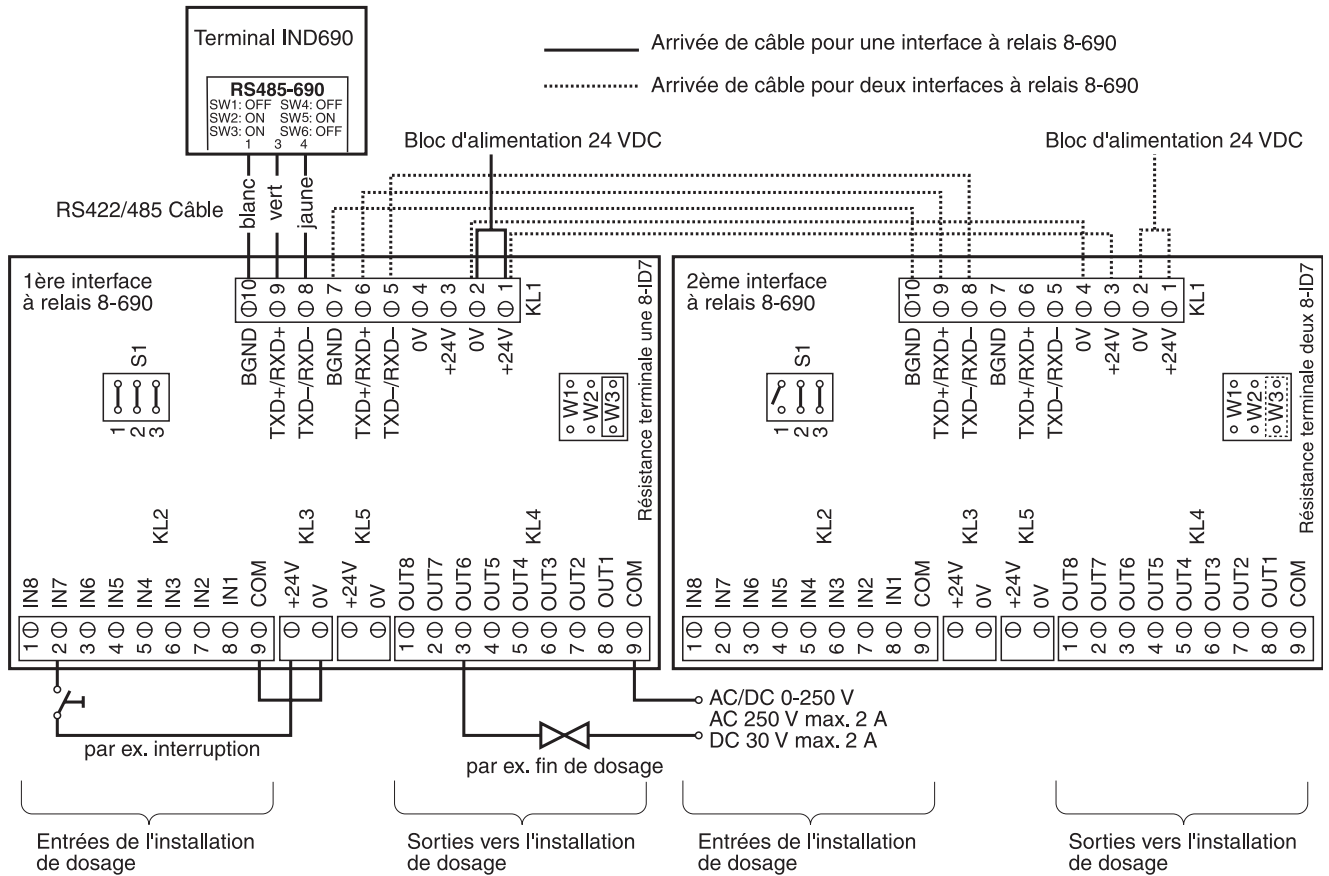 Terminal IND690
RS485-690
SW1: OFF SW4: OFF
SW2: ON SW5: ON
SW3: ON SW6: OFF
1 3 4
Arrivée de câble pour une interface à relais 8-690
Arrivée de câble pour deux interfaces à relais 8-690
Bloc d'alimentation 24 VDC
Bloc d'alimentation 24 VDC
RS422/485 Câble
blanc
vert
jaune
1ère interface
à relais 8-690
10 9 8 7 6 5 4 3 2 1
KL1
BGND
TXD+/RXD+
TXD–/RXD–
BGND
TXD+/RXD+
TXD–/RXD–
0V
+24V
0V
+24V
S1
1 2 3
W1
W2
W3
Résistance terminale une 8-ID7
KL2
KL3
KL5
KL4
IN8
IN7
IN6
IN5
IN4
IN3
IN2
IN1
COM
+24V
0V
+24V
0V
OUT8
OUT7
OUT6
OUT5
OUT4
OUT3
OUT2
OUT1
COM
1 2 3 4 5 6 7 8 9
1 2 3 4 5 6 7 8 9
2ème interface
à relais 8-690
10 9 8 7 6 5 4 3 2 1
KL1
BGND
TXD+/RXD+
TXD–/RXD–
BGND
TXD+/RXD+
TXD–/RXD–
0V
+24V
0V
+24V
S1
1 2 3
W1
W2
W3
Résistance terminale deux 8-ID7
KL2
KL3
KL5
KL4
IN8
IN7
IN6
IN5
IN4
IN3
IN2
IN1
COM
+24V
0V
+24V
0V
OUT8
OUT7
OUT6
OUT5
OUT4
OUT3
OUT2
OUT1
COM
1 2 3 4 5 6 7 8 9
1 2 3 4 5 6 7 8 9
par ex. interruption
par ex. fin de dosage
AC/DC 0-250 V
AC 250 V max. 2 A
DC 30 V max. 2 A
Entrées de l'installation
de dosage
Sorties vers l'installation
de dosage
Entrées de l'installation
de dosage
Sorties vers l'installation
de dosage